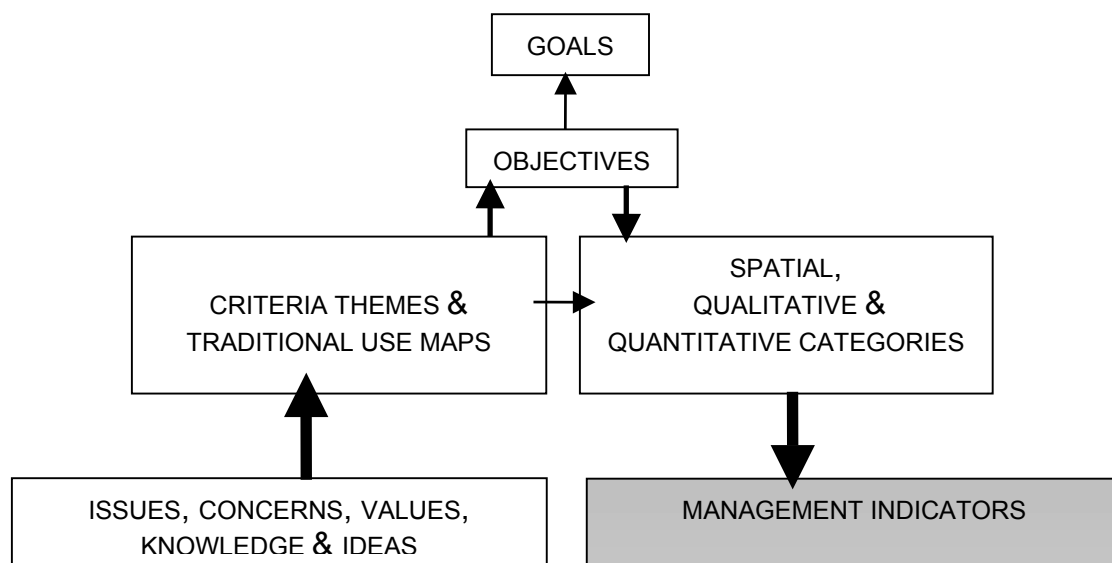 GOALS
OBJECTIVES
CRITERIA THEMES &
TRADITIONAL USE MAPS
SPATIAL,
QUALITATIVE &
QUANTITATIVE CATEGORIES
ISSUES, CONCERNS, VALUES,
KNOWLEDGE & IDEAS
MANAGEMENT INDICATORS